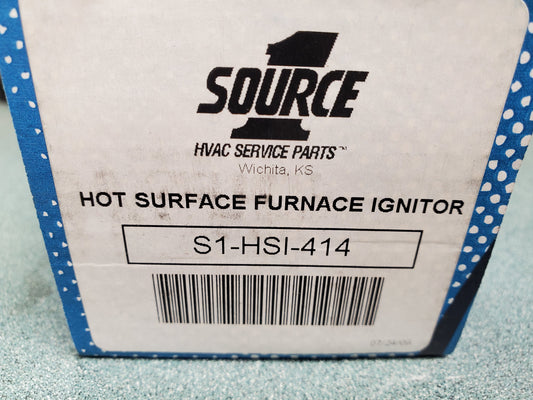 SOURCE 1
HVAC SERVICE PARTS™
Wichita, KS
HOT SURFACE FURNACE IGNITOR
S1-HSI-414